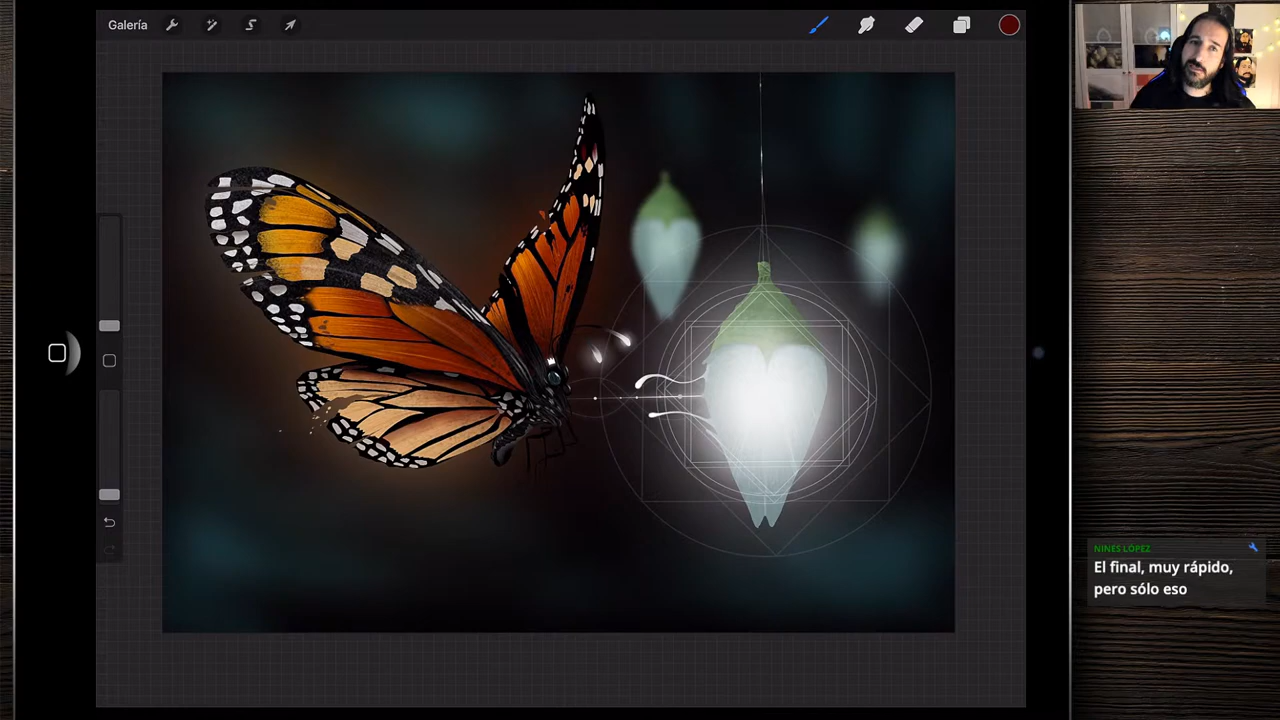 Galería
NINES LÓPEZ
El final, muy rápido,
pero sólo eso